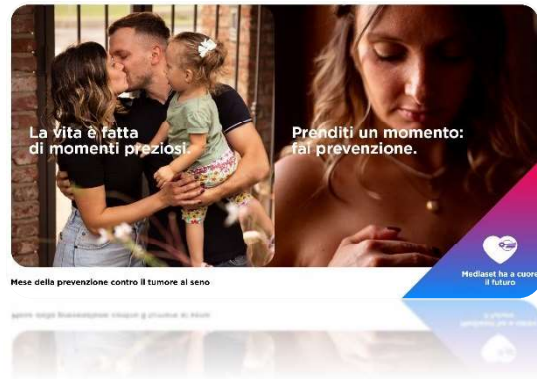 La vita è fatta
di momenti preziosi.
Prenditi un momento:
fai prevenzione.
Mese della prevenzione contro il tumore al seno
Mediaset ha a cuore
il futuro